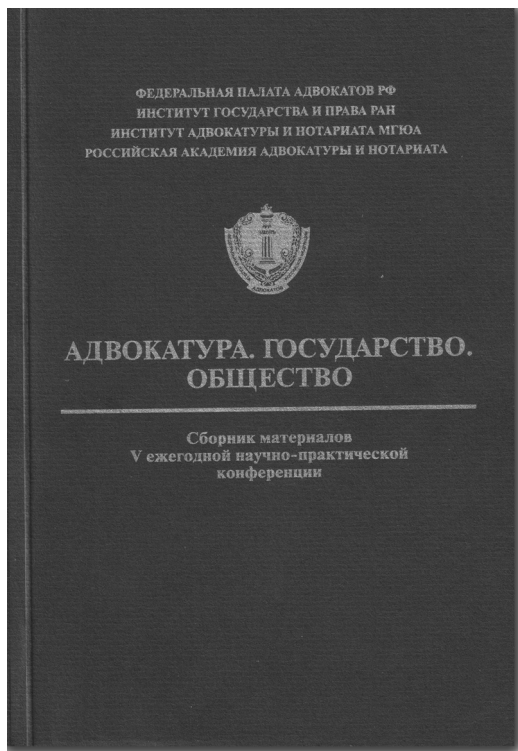 ФЕДЕРАЛЬНАЯ ПАЛАТА АДВОКАТОВ РФ
ИНСТИТУТ ГОСУДАРСТВА И ПРАВА РАН
ИНСТИТУТ АДВОКАТУРЫ И НОТАРИАТА МГЮА
РОССИЙСКАЯ АКАДЕМИЯ АДВОКАТУРЫ И НОТАРИАТА
АДВОКАТУРА. ГОСУДАРСТВО.
ОБЩЕСТВО
Сборник материалов
V ежегодной научно-практической
конференции